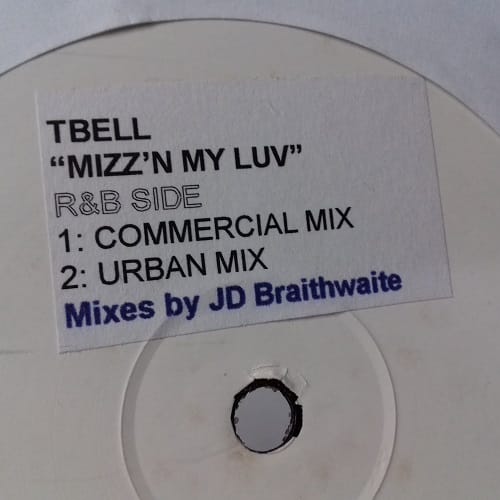 TBELL
“MIZZ’N MY LUV”
R&B SIDE
1: COMMERCIAL MIX
2: URBAN MIX
Mixes by JD Braithwaite